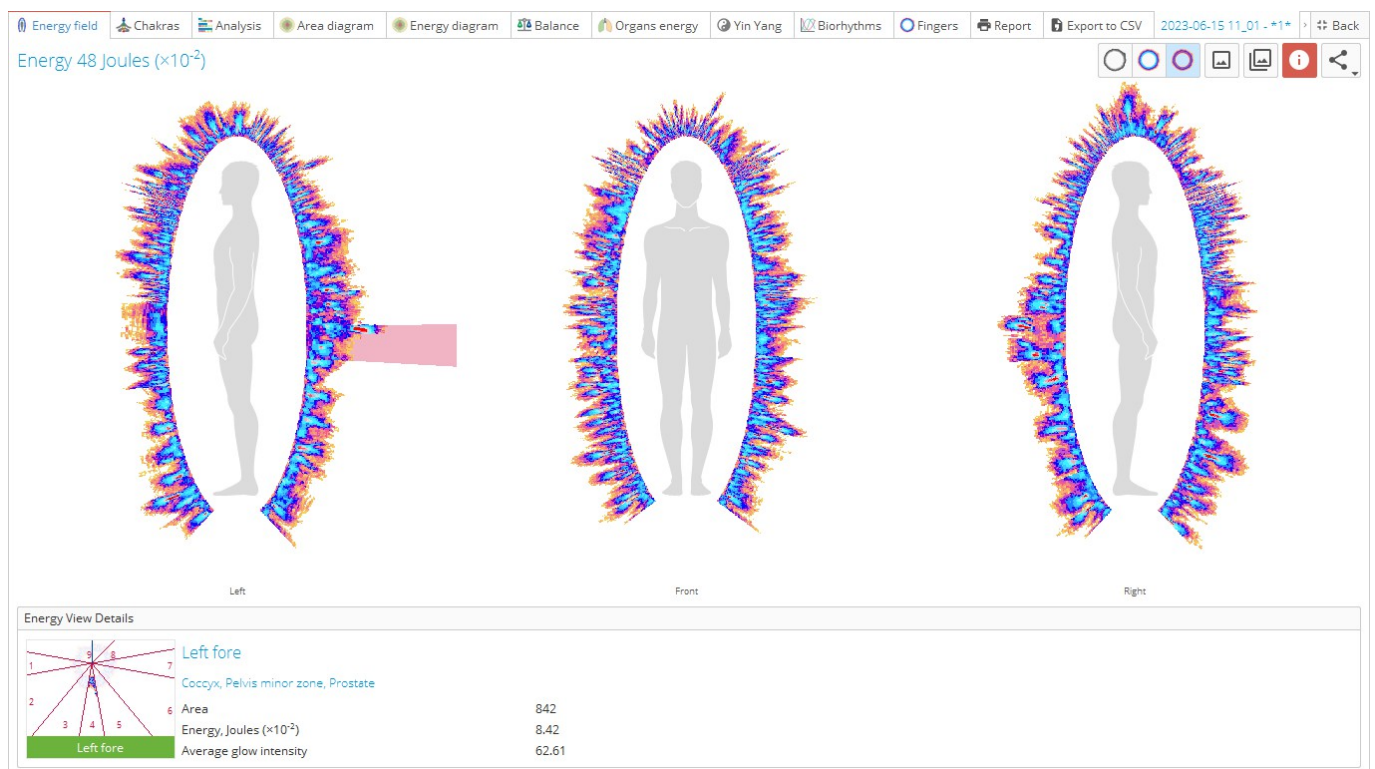 Energy field Chakras Analysis Area diagram Energy diagram Balance Organs energy Yin Yang Biorhythms Fingers Report Export to CSV 2023-06-15 11_01 - *1* Back
Energy 48 Joules (×10⁻²)
Left Front Right
Energy View Details
9 8
1 7
2 6
3 4 5
Left fore
Left fore
Coccyx, Pelvis minor zone, Prostate
Area 842
Energy, Joules (×10⁻²) 8.42
Average glow intensity 62.61